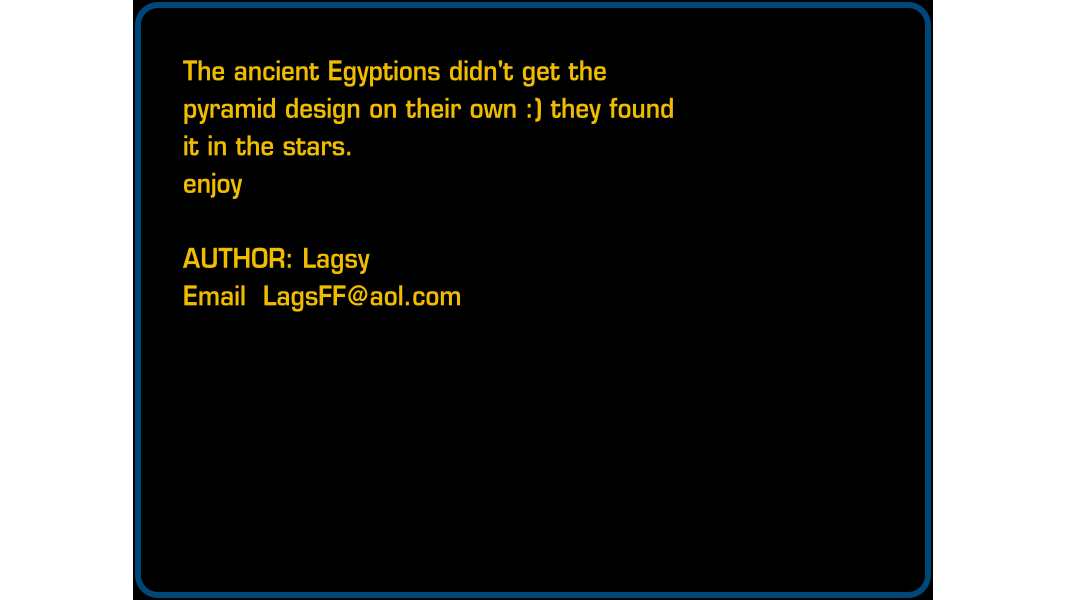 The ancient Egyptions didn't get the
pyramid design on their own :) they found
it in the stars.
enjoy
AUTHOR: Lagsy
Email  LagsFF@aol.com